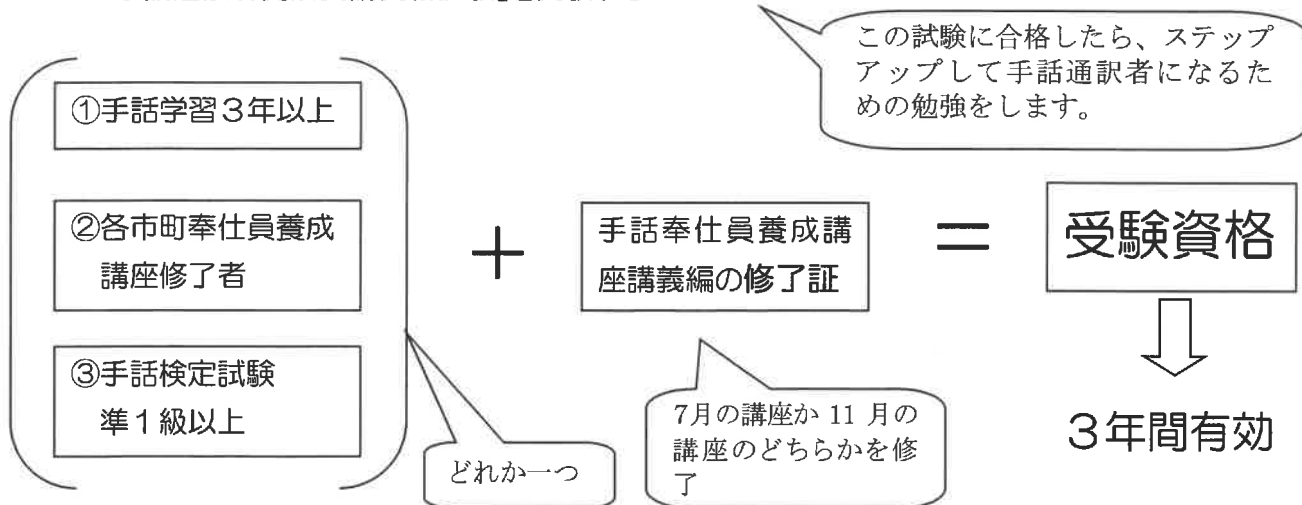 この試験に合格したら、ステップ
アップして手話通訳者になるた
めの勉強をします。
①手話学習３年以上
②各市町奉仕員養成
講座修了者
③手話検定試験
準１級以上
どれか一つ
＋
手話奉仕員養成講
座講義編の修了証
7月の講座か 11 月の
講座のどちらかを修
了
＝
受験資格
３年間有効